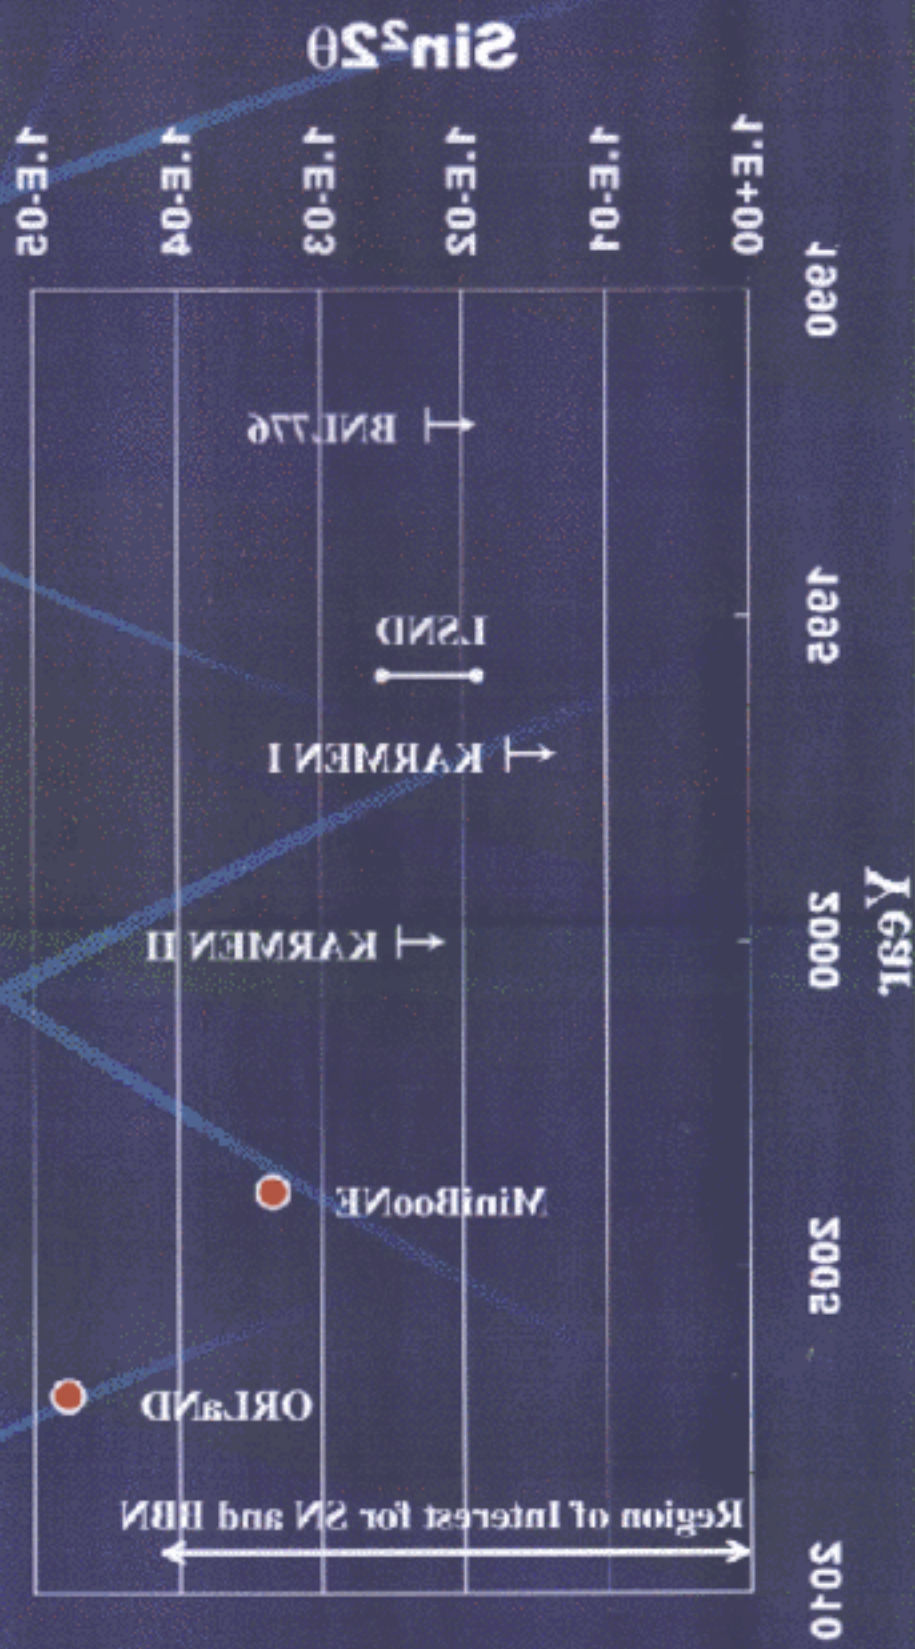 Sin²2θ
1.E+00
1.E-01
1.E-02
1.E-03
1.E-04
1.E-05
1990
BNL776
LSND
1995
KARMEN I
KARMEN II
2000
Year
MiniBooNE
2005
ORLaND
Region of Interest for SN and BBN
2010